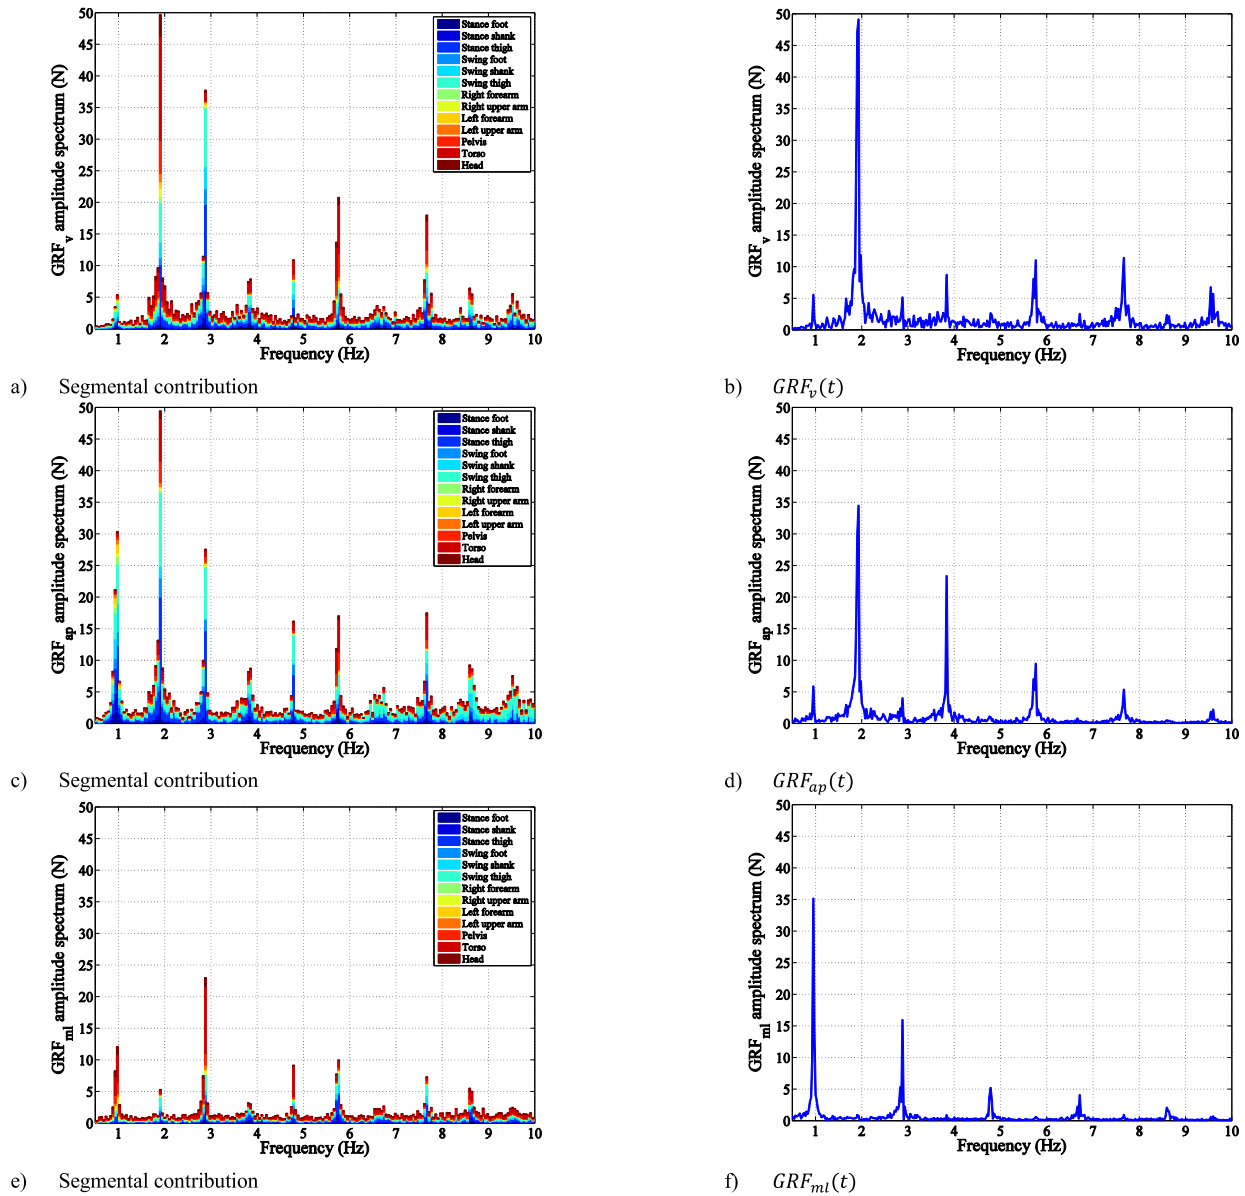 GRFv amplitude spectrum (N)
50
45
40
35
30
25
20
15
10
5
0
1 2 3 4 5 6 7 8 9 10
Frequency (Hz)
Stance foot
Stance shank
Stance thigh
Swing foot
Swing shank
Swing thigh
Right forearm
Right upper arm
Left forearm
Left upper arm
Pelvis
Torso
Head
GRFv amplitude spectrum (N)
50
45
40
35
30
25
20
15
10
5
0
1 2 3 4 5 6 7 8 9 10
Frequency (Hz)
a) Segmental contribution
b) GRFv(t)
GRFap amplitude spectrum (N)
50
45
40
35
30
25
20
15
10
5
0
1 2 3 4 5 6 7 8 9 10
Frequency (Hz)
Stance foot
Stance shank
Stance thigh
Swing foot
Swing shank
Swing thigh
Right forearm
Right upper arm
Left forearm
Left upper arm
Pelvis
Torso
Head
GRFap amplitude spectrum (N)
50
45
40
35
30
25
20
15
10
5
0
1 2 3 4 5 6 7 8 9 10
Frequency (Hz)
c) Segmental contribution
d) GRFap(t)
GRFml amplitude spectrum (N)
50
45
40
35
30
25
20
15
10
5
0
1 2 3 4 5 6 7 8 9 10
Frequency (Hz)
Stance foot
Stance shank
Stance thigh
Swing foot
Swing shank
Swing thigh
Right forearm
Right upper arm
Left forearm
Left upper arm
Pelvis
Torso
Head
GRFml amplitude spectrum (N)
50
45
40
35
30
25
20
15
10
5
0
1 2 3 4 5 6 7 8 9 10
Frequency (Hz)
e) Segmental contribution
f) GRFml(t)